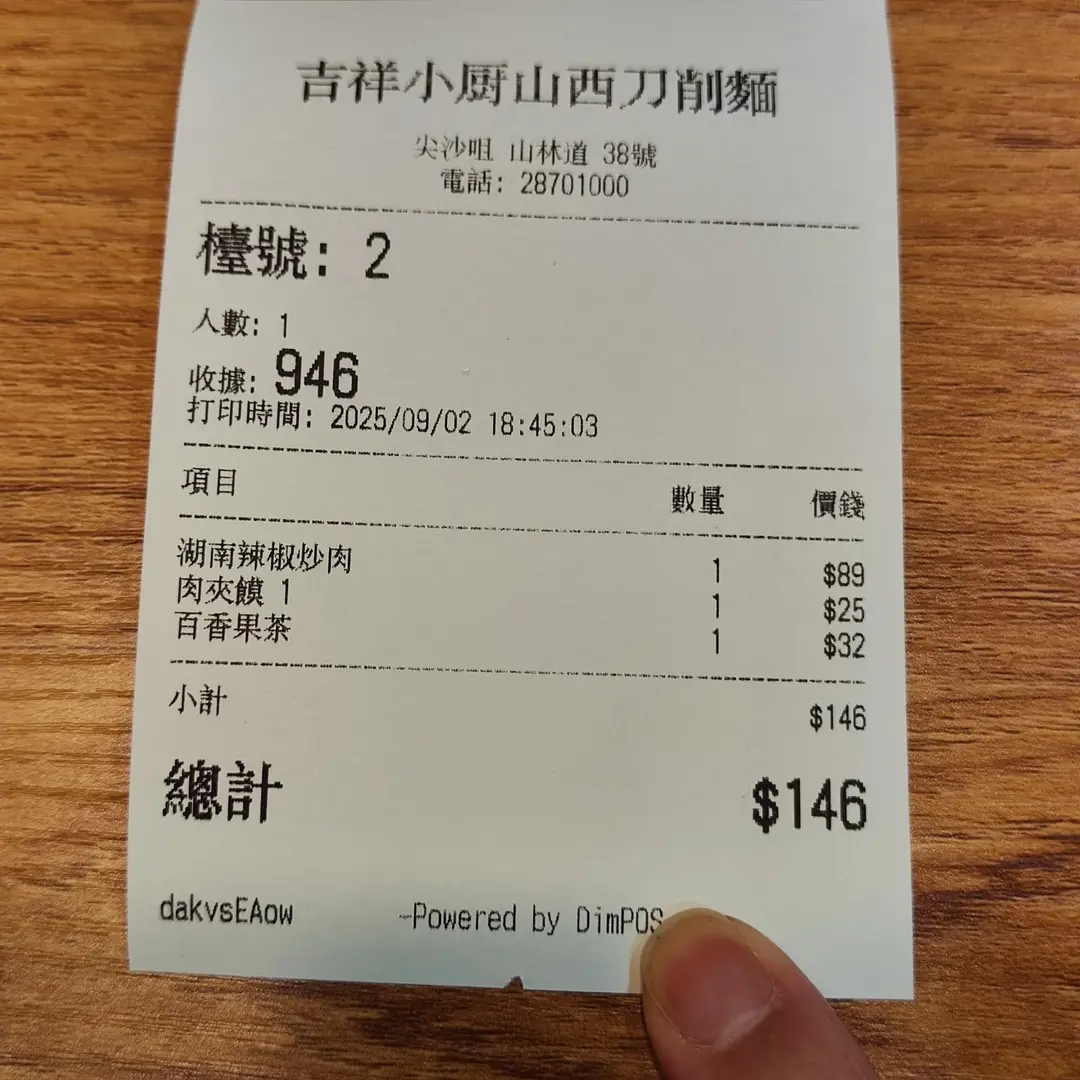 吉祥小厨山西刀削麵
尖沙咀 山林道 38號
電話: 28701000
檯號: 2
人數: 1
收據: 946
打印時間: 2025/09/02 18:45:03
項目 數量 價錢
湖南辣椒炒肉 1 $89
肉夾饃 1 1 $25
百香果茶 1 $32
小計 $146
總計 $146
dakvsEAow -Powered by DimPOS